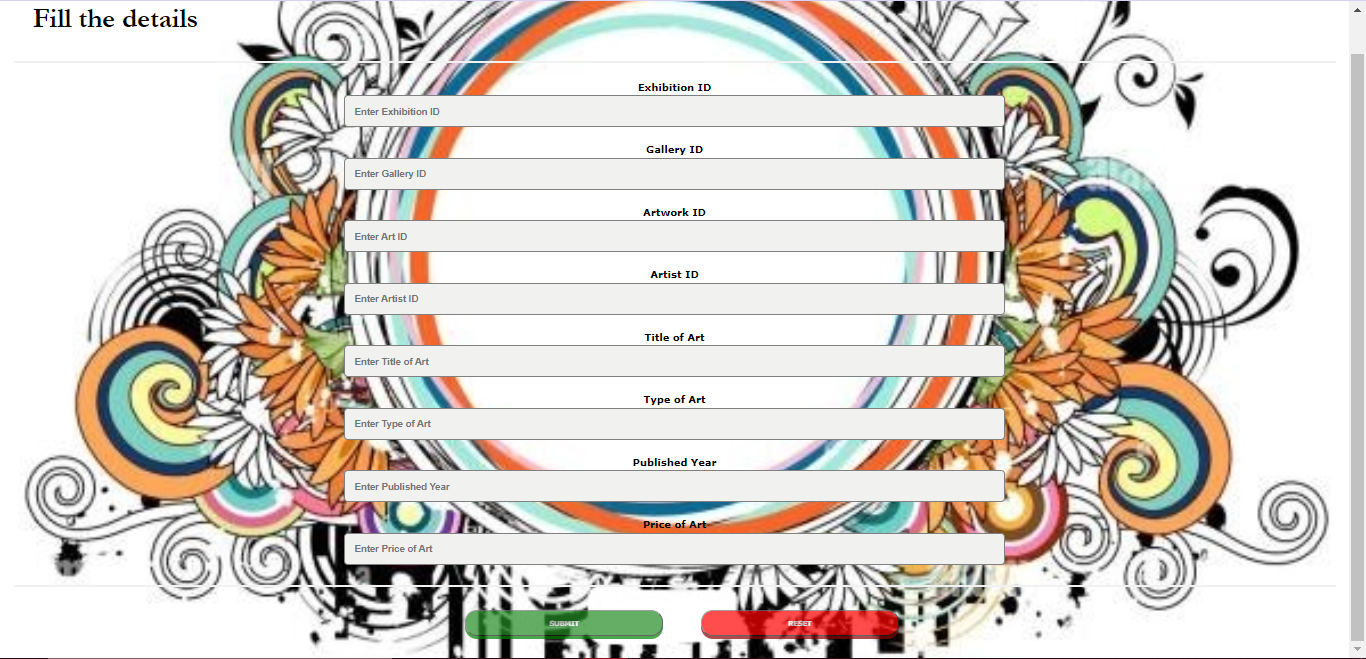 Fill the details
Exhibition ID
Enter Exhibition ID
Gallery ID
Enter Gallery ID
Artwork ID
Enter Art ID
Artist ID
Enter Artist ID
Title of Art
Enter Title of Art
Type of Art
Enter Type of Art
Published Year
Enter Published Year
Price of Art
Enter Price of Art
SUBMIT
RESET